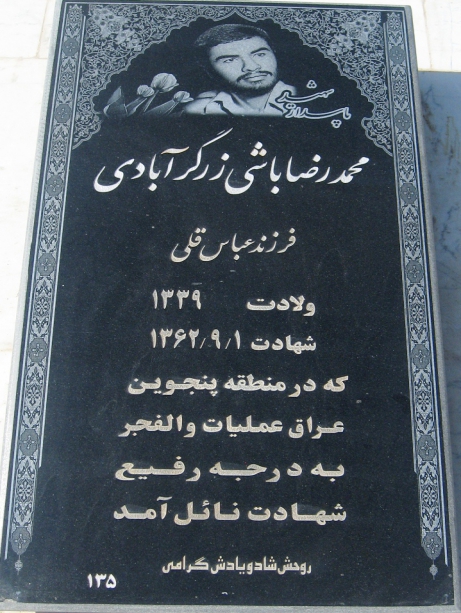 شهید
پاسدار
محمدرضا باشی زرگرآبادی
فرزند عباس قلی
ولادت ۱۳۳۹
شهادت ۱۳۶۲/۹/۱
که در منطقه پنجوین
عراق عملیات والفجر
به درجه رفیع
شهادت نائل آمد
روحش شاد و یادش گرامی
۱۳۵